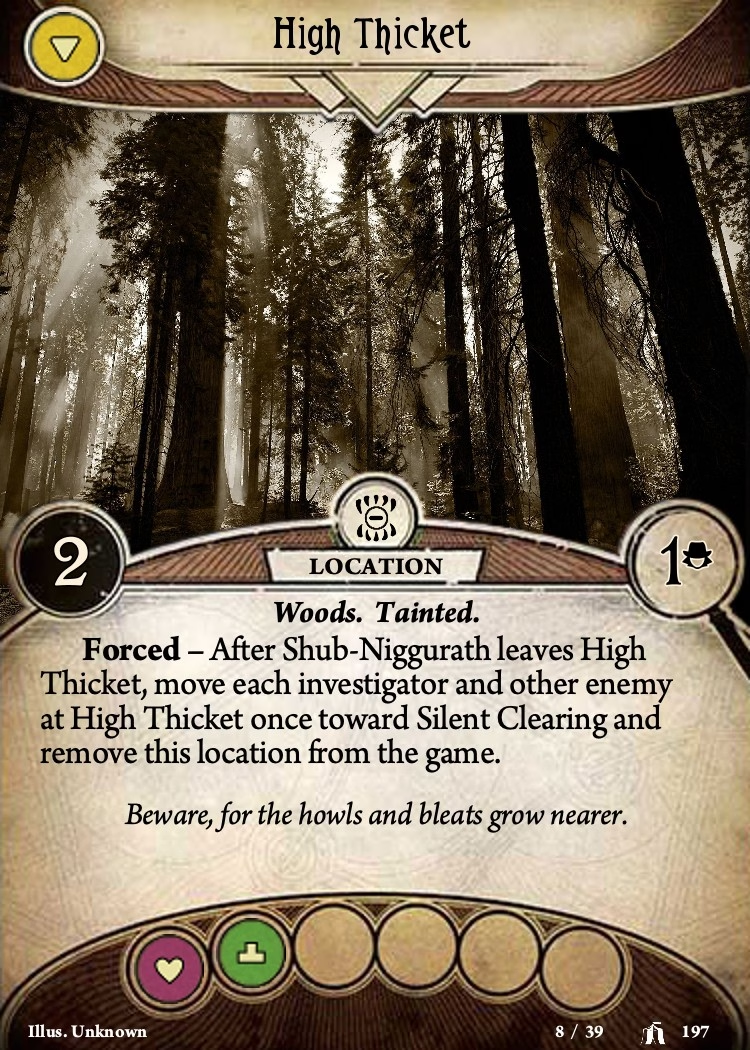 High Thicket
2
1
LOCATION
Woods. Tainted.
Forced – After Shub-Niggurath leaves High
Thicket, move each investigator and other enemy
at High Thicket once toward Silent Clearing and
remove this location from the game.
Beware, for the howls and bleats grow nearer.
Illus. Unknown
8 / 39
197